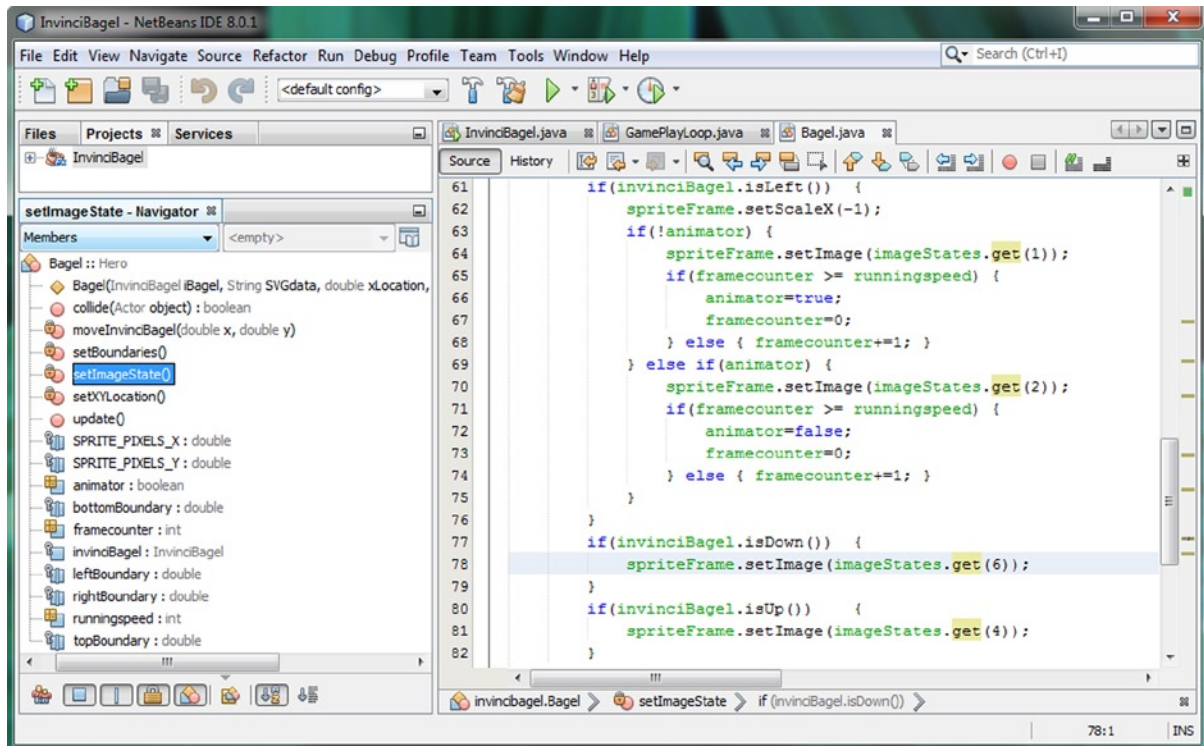 InvinciBagel - NetBeans IDE 8.0.1
File Edit View Navigate Source Refactor Run Debug Profile Team Tools Window Help
Search (Ctrl+I)
<default config>
Files Projects Services
InvinciBagel
setImageState - Navigator
Members
<empty>
Bagel :: Hero
Bagel(InvinciBagel iBagel, String SVGdata, double xLocation,
collide(Actor object) : boolean
moveInvinciBagel(double x, double y)
setBoundaries()
setImageState()
setXYLocation()
update()
SPRITE_PIXELS_X : double
SPRITE_PIXELS_Y : double
animator : boolean
bottomBoundary : double
framecounter : int
invinciBagel : InvinciBagel
leftBoundary : double
rightBoundary : double
runningspeed : int
topBoundary : double
InvinciBagel.java GamePlayLoop.java Bagel.java
Source History
61 if(invinciBagel.isLeft()) {
62 spriteFrame.setScaleX(-1);
63 if(!animator) {
64 spriteFrame.setImage(imageStates.get(1));
65 if(framecounter >= runningspeed) {
66 animator=true;
67 framecounter=0;
68 } else { framecounter+=1; }
69 } else if(animator) {
70 spriteFrame.setImage(imageStates.get(2));
71 if(framecounter >= runningspeed) {
72 animator=false;
73 framecounter=0;
74 } else { framecounter+=1; }
75 }
76 }
77 if(invinciBagel.isDown()) {
78 spriteFrame.setImage(imageStates.get(6));
79 }
80 if(invinciBagel.isUp()) {
81 spriteFrame.setImage(imageStates.get(4));
82 }
invincibagel.Bagel setImageState if (invinciBagel.isDown())
78:1 INS